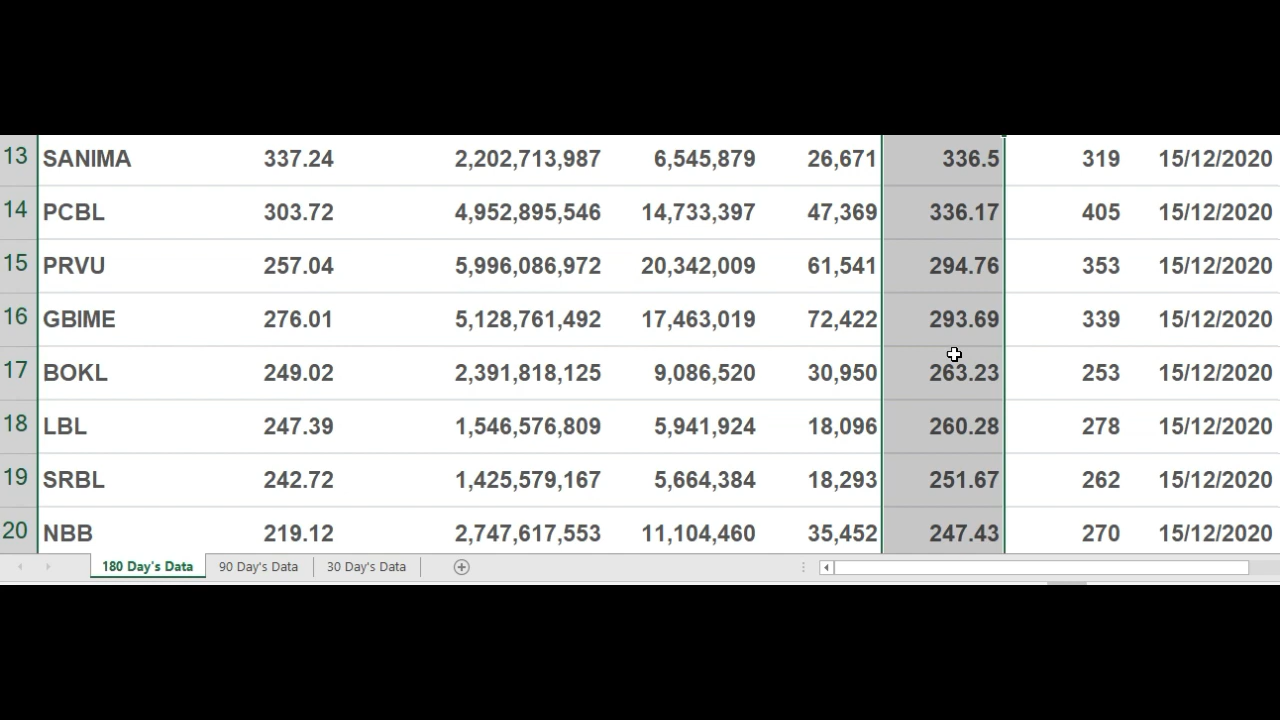 13 SANIMA 337.24 2,202,713,987 6,545,879 26,671 336.5 319 15/12/2020
14 PCBL 303.72 4,952,895,546 14,733,397 47,369 336.17 405 15/12/2020
15 PRVU 257.04 5,996,086,972 20,342,009 61,541 294.76 353 15/12/2020
16 GBIME 276.01 5,128,761,492 17,463,019 72,422 293.69 339 15/12/2020
17 BOKL 249.02 2,391,818,125 9,086,520 30,950 263.23 253 15/12/2020
18 LBL 247.39 1,546,576,809 5,941,924 18,096 260.28 278 15/12/2020
19 SRBL 242.72 1,425,579,167 5,664,384 18,293 251.67 262 15/12/2020
20 NBB 219.12 2,747,617,553 11,104,460 35,452 247.43 270 15/12/2020
180 Day's Data 90 Day's Data 30 Day's Data